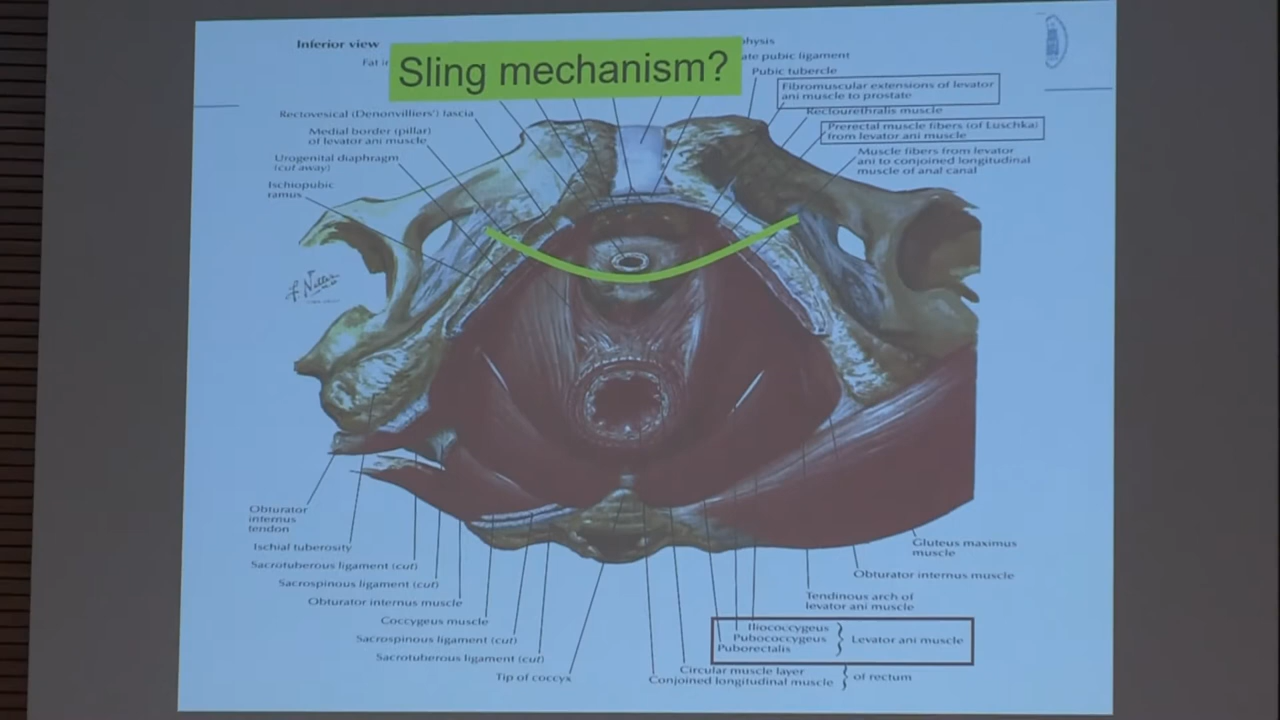 Inferior view
Fat in
Sling mechanism?
physis
ate pubic ligament
Pubic tubercle
Fibromuscular extensions of levator
ani muscle to prostate
Rectourethralis muscle
Prerectal muscle fibers (of Luschka)
from levator ani muscle
Muscle fibers from levator
ani to conjoined longitudinal
muscle of anal canal
Rectovesical (Denonvilliers') fascia
Medial border (pillar)
of levator ani muscle
Urogenital diaphragm
(cut away)
Ischiopubic
ramus
F. Netter
Obturator
internus
tendon
Ischial tuberosity
Sacrotuberous ligament (cut)
Sacrospinous ligament (cut)
Obturator internus muscle
Coccygeus muscle
Sacrospinous ligament (cut)
Sacrotuberous ligament (cut)
Tip of coccyx
Gluteus maximus
muscle
Obturator internus muscle
Tendinous arch of
levator ani muscle
Iliococcygeus
Pubococcygeus
Puborectalis
Levator ani muscle
Circular muscle layer
Conjoined longitudinal muscle
of rectum